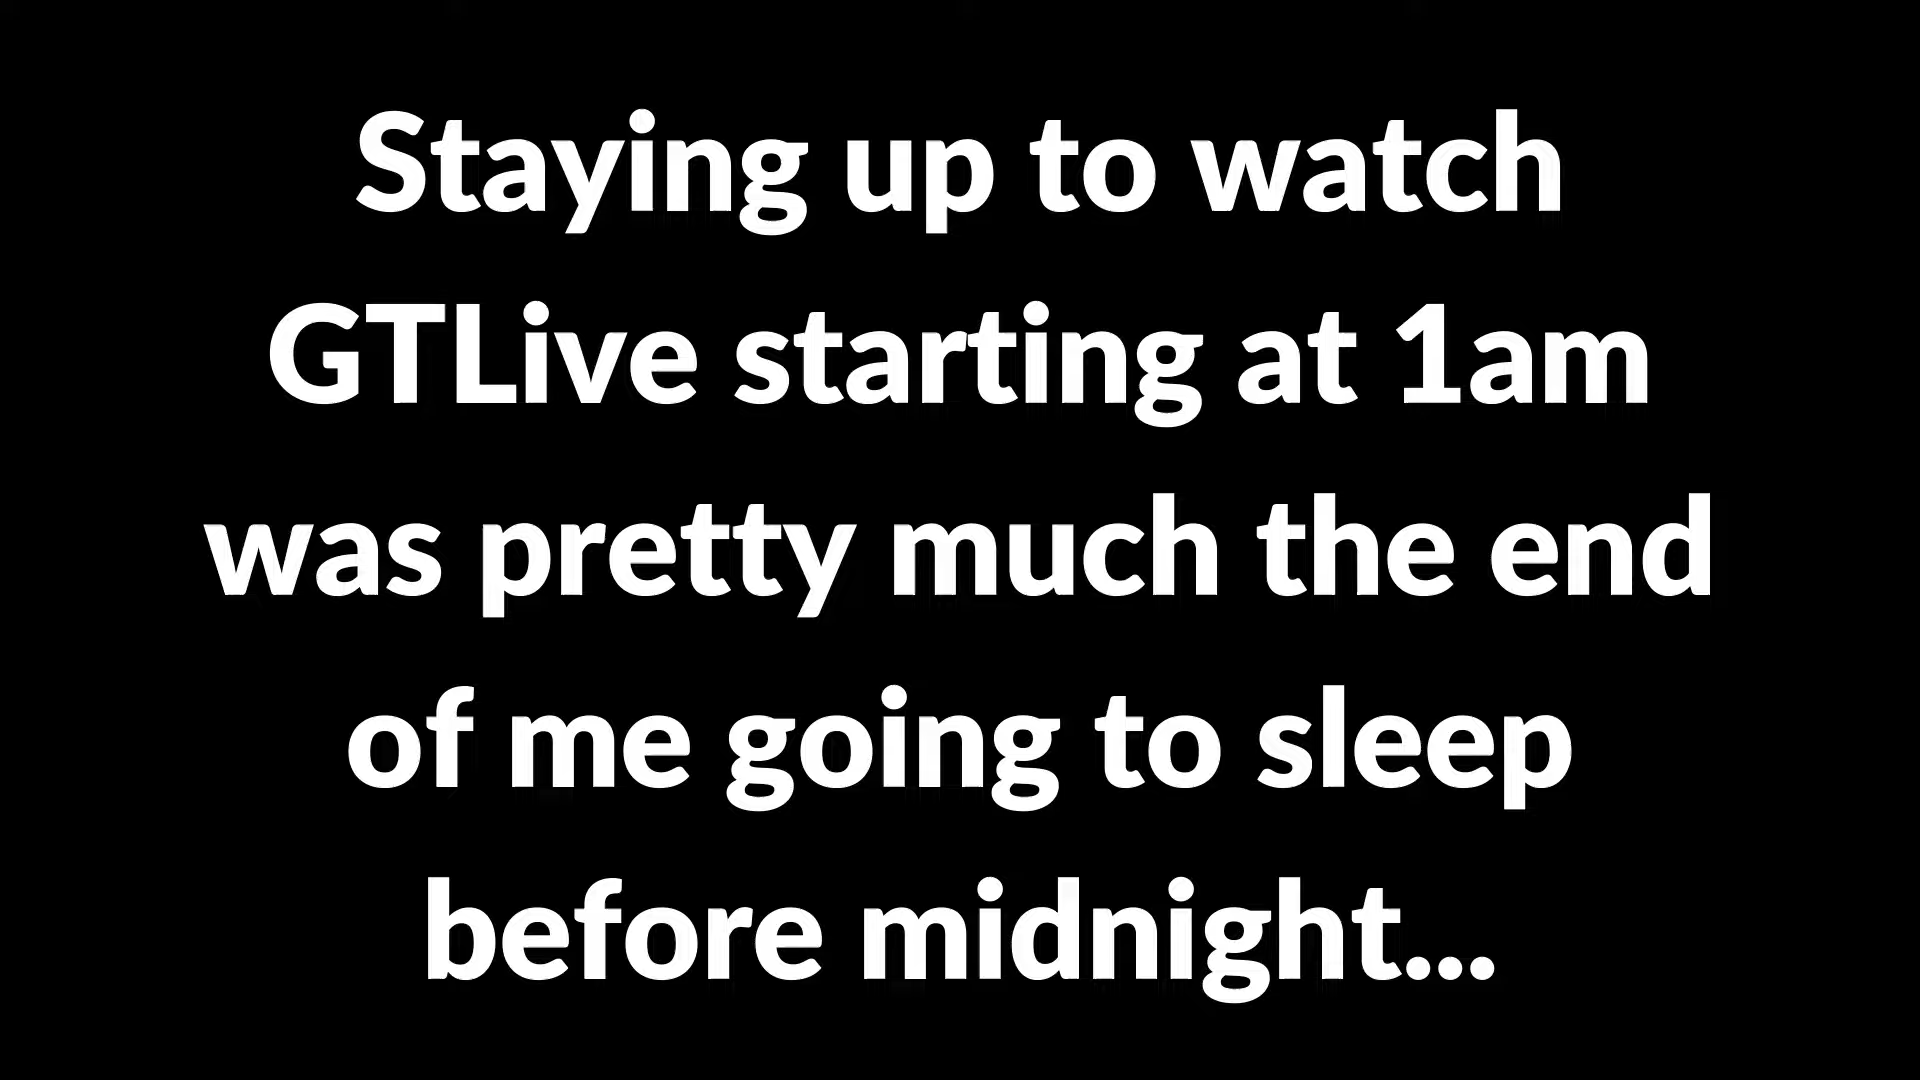 Staying up to watch
GTLive starting at 1am
was pretty much the end
of me going to sleep
before midnight...